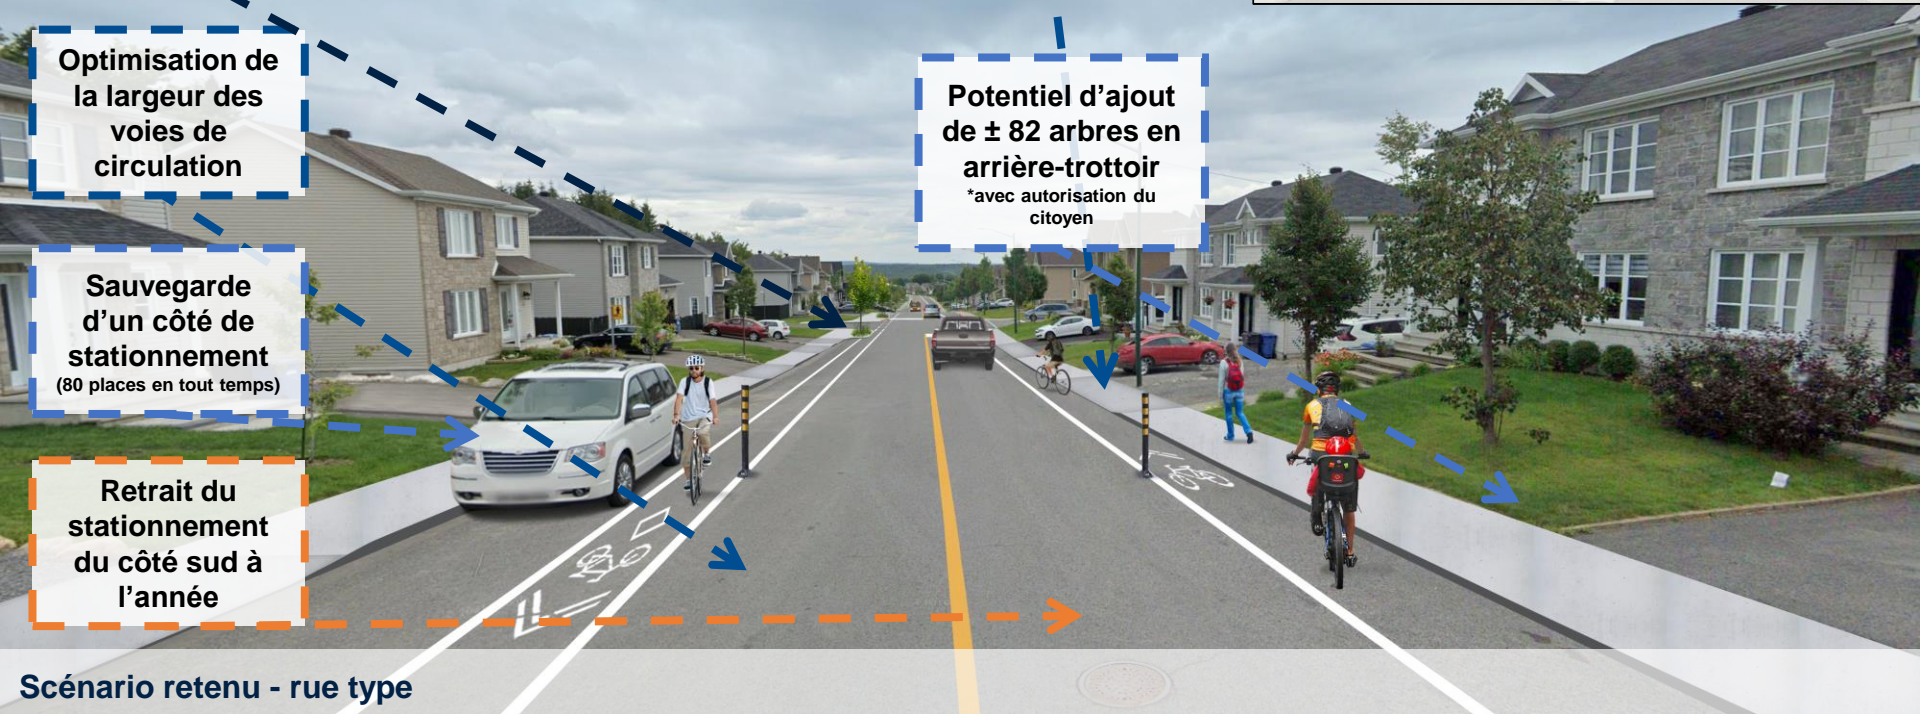 Optimisation de
la largeur des
voies de
circulation
Potentiel d’ajout
de ± 82 arbres en
arrière-trottoir
*avec autorisation du
citoyen
Sauvegarde
d’un côté de
stationnement
(80 places en tout temps)
Retrait du
stationnement
du côté sud à
l’année
Scénario retenu - rue type